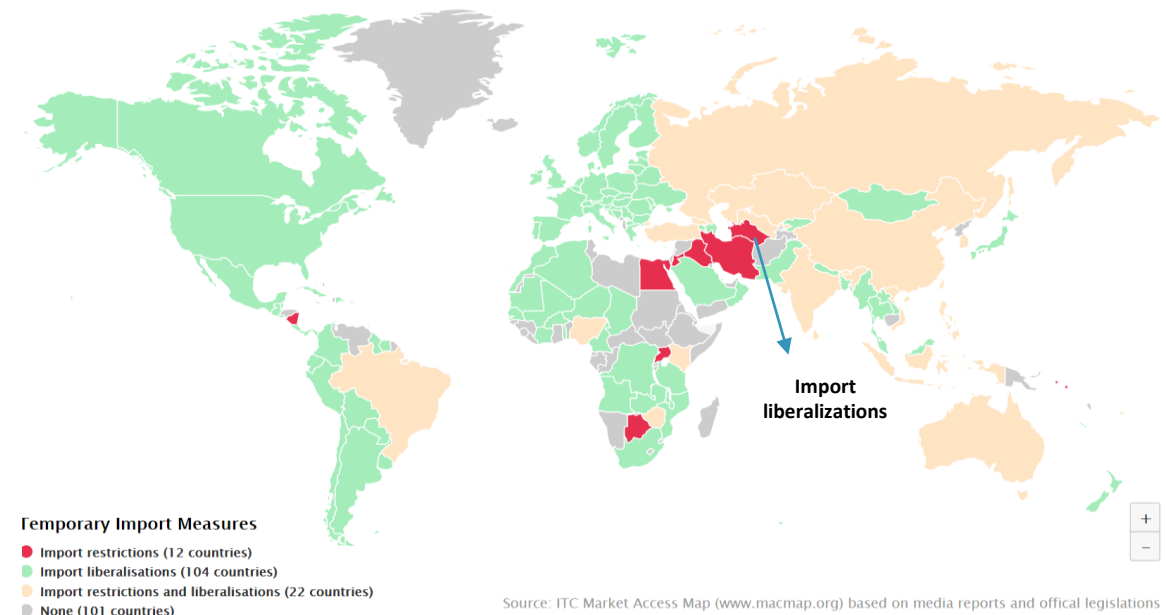 Import
liberalizations
Temporary Import Measures
Import restrictions (12 countries)
Import liberalisations (104 countries)
Import restrictions and liberalisations (22 countries)
None (101 countries)
+
−
Source: ITC Market Access Map (www.macmap.org) based on media reports and offical legislations